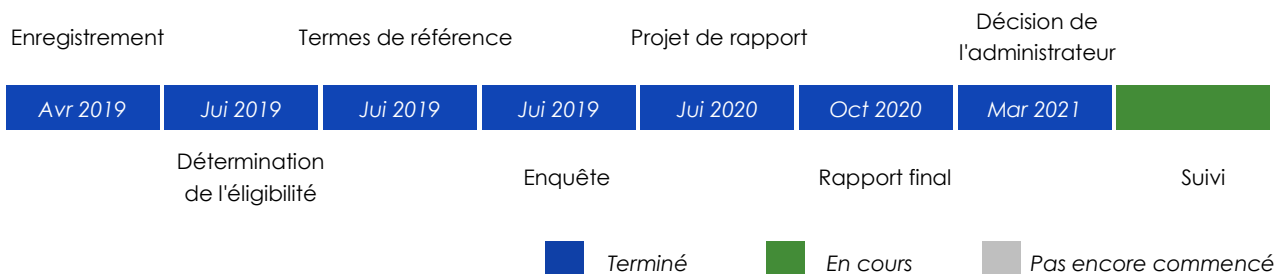 Enregistrement
Termes de référence
Projet de rapport
Décision de
l'administrateur
Avr 2019
Jui 2019
Jui 2019
Jui 2019
Jui 2020
Oct 2020
Mar 2021
Détermination
de l'éligibilité
Enquête
Rapport final
Suivi
Terminé
En cours
Pas encore commencé